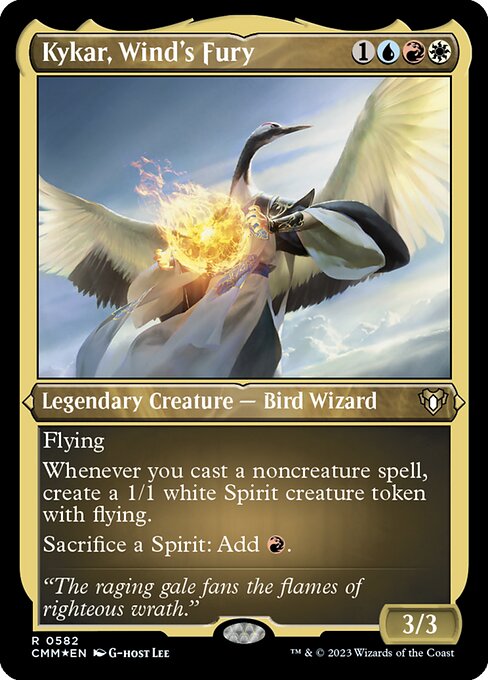 Kykar, Wind's Fury 1
Legendary Creature — Bird Wizard
Flying
Whenever you cast a noncreature spell,
create a 1/1 white Spirit creature token
with flying.
Sacrifice a Spirit: Add .
“The raging gale fans the flames of
righteous wrath.”
3/3
R 0582
CMM★EN G-host Lee ™ & © 2023 Wizards of the Coast